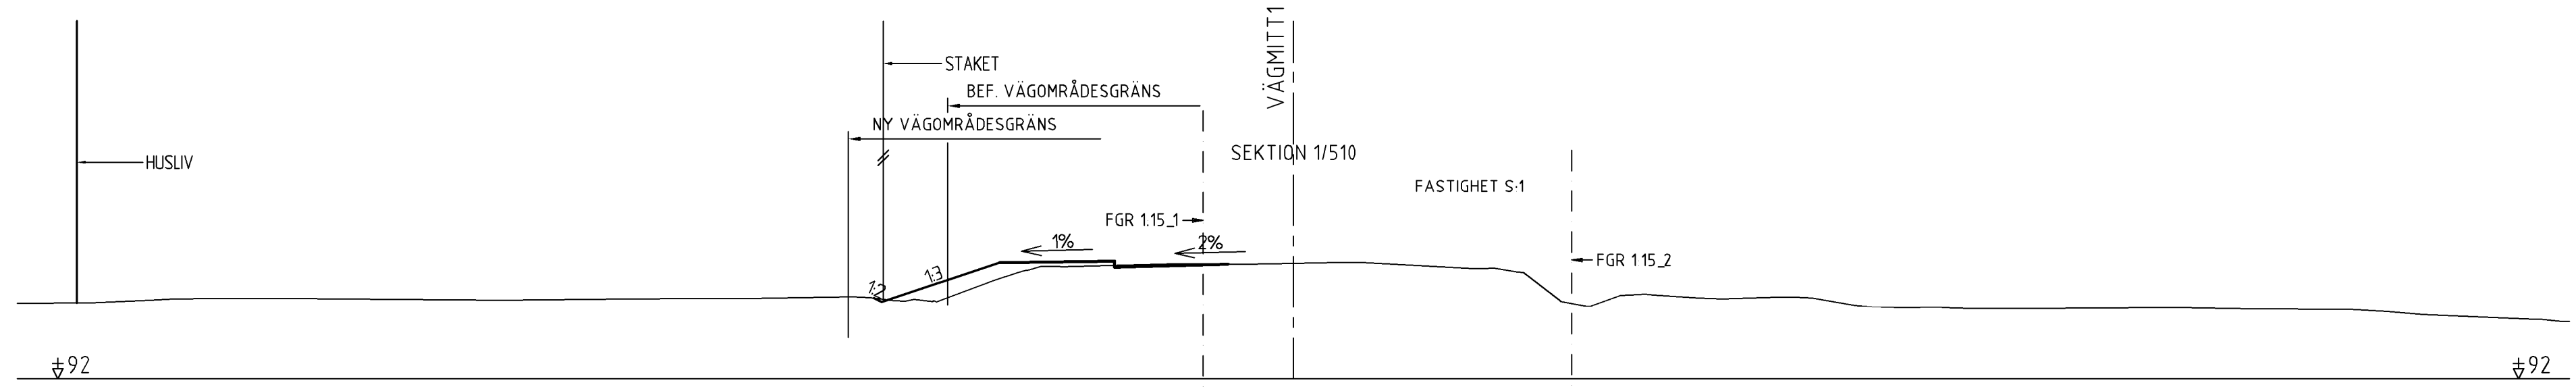 VÄGMITT1
STAKET
BEF. VÄGOMRÅDESGRÄNS
NY VÄGOMRÅDESGRÄNS
SEKTION 1/510
HUSLIV
FASTIGHET S:1
FGR 1.15_1
1%
2%
FGR 1.15_2
1:3
1:2
±92
±92